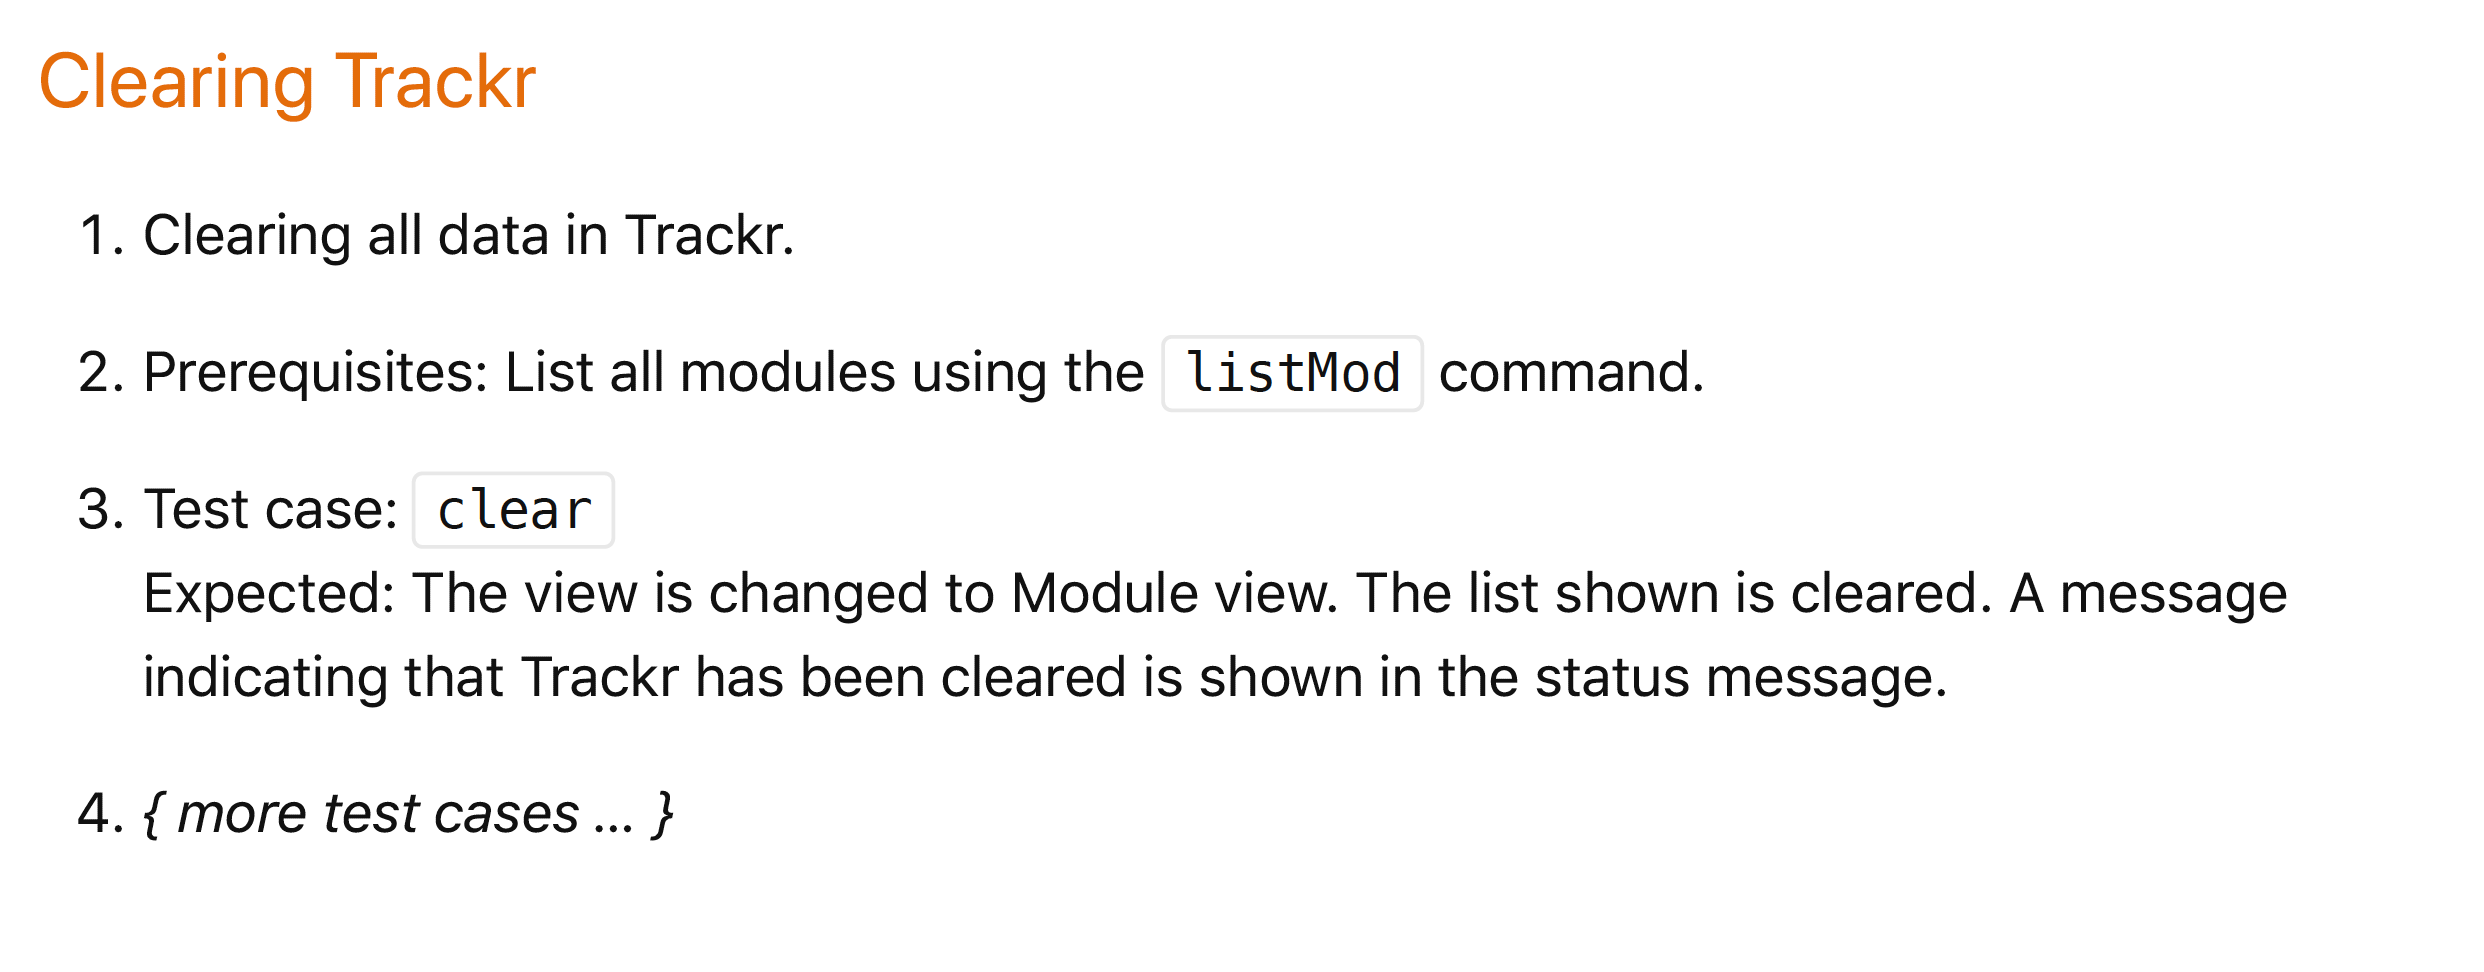 Clearing Trackr
1. Clearing all data in Trackr.
2. Prerequisites: List all modules using the listMod command.
3. Test case: clear
Expected: The view is changed to Module view. The list shown is cleared. A message
indicating that Trackr has been cleared is shown in the status message.
4. { more test cases … }